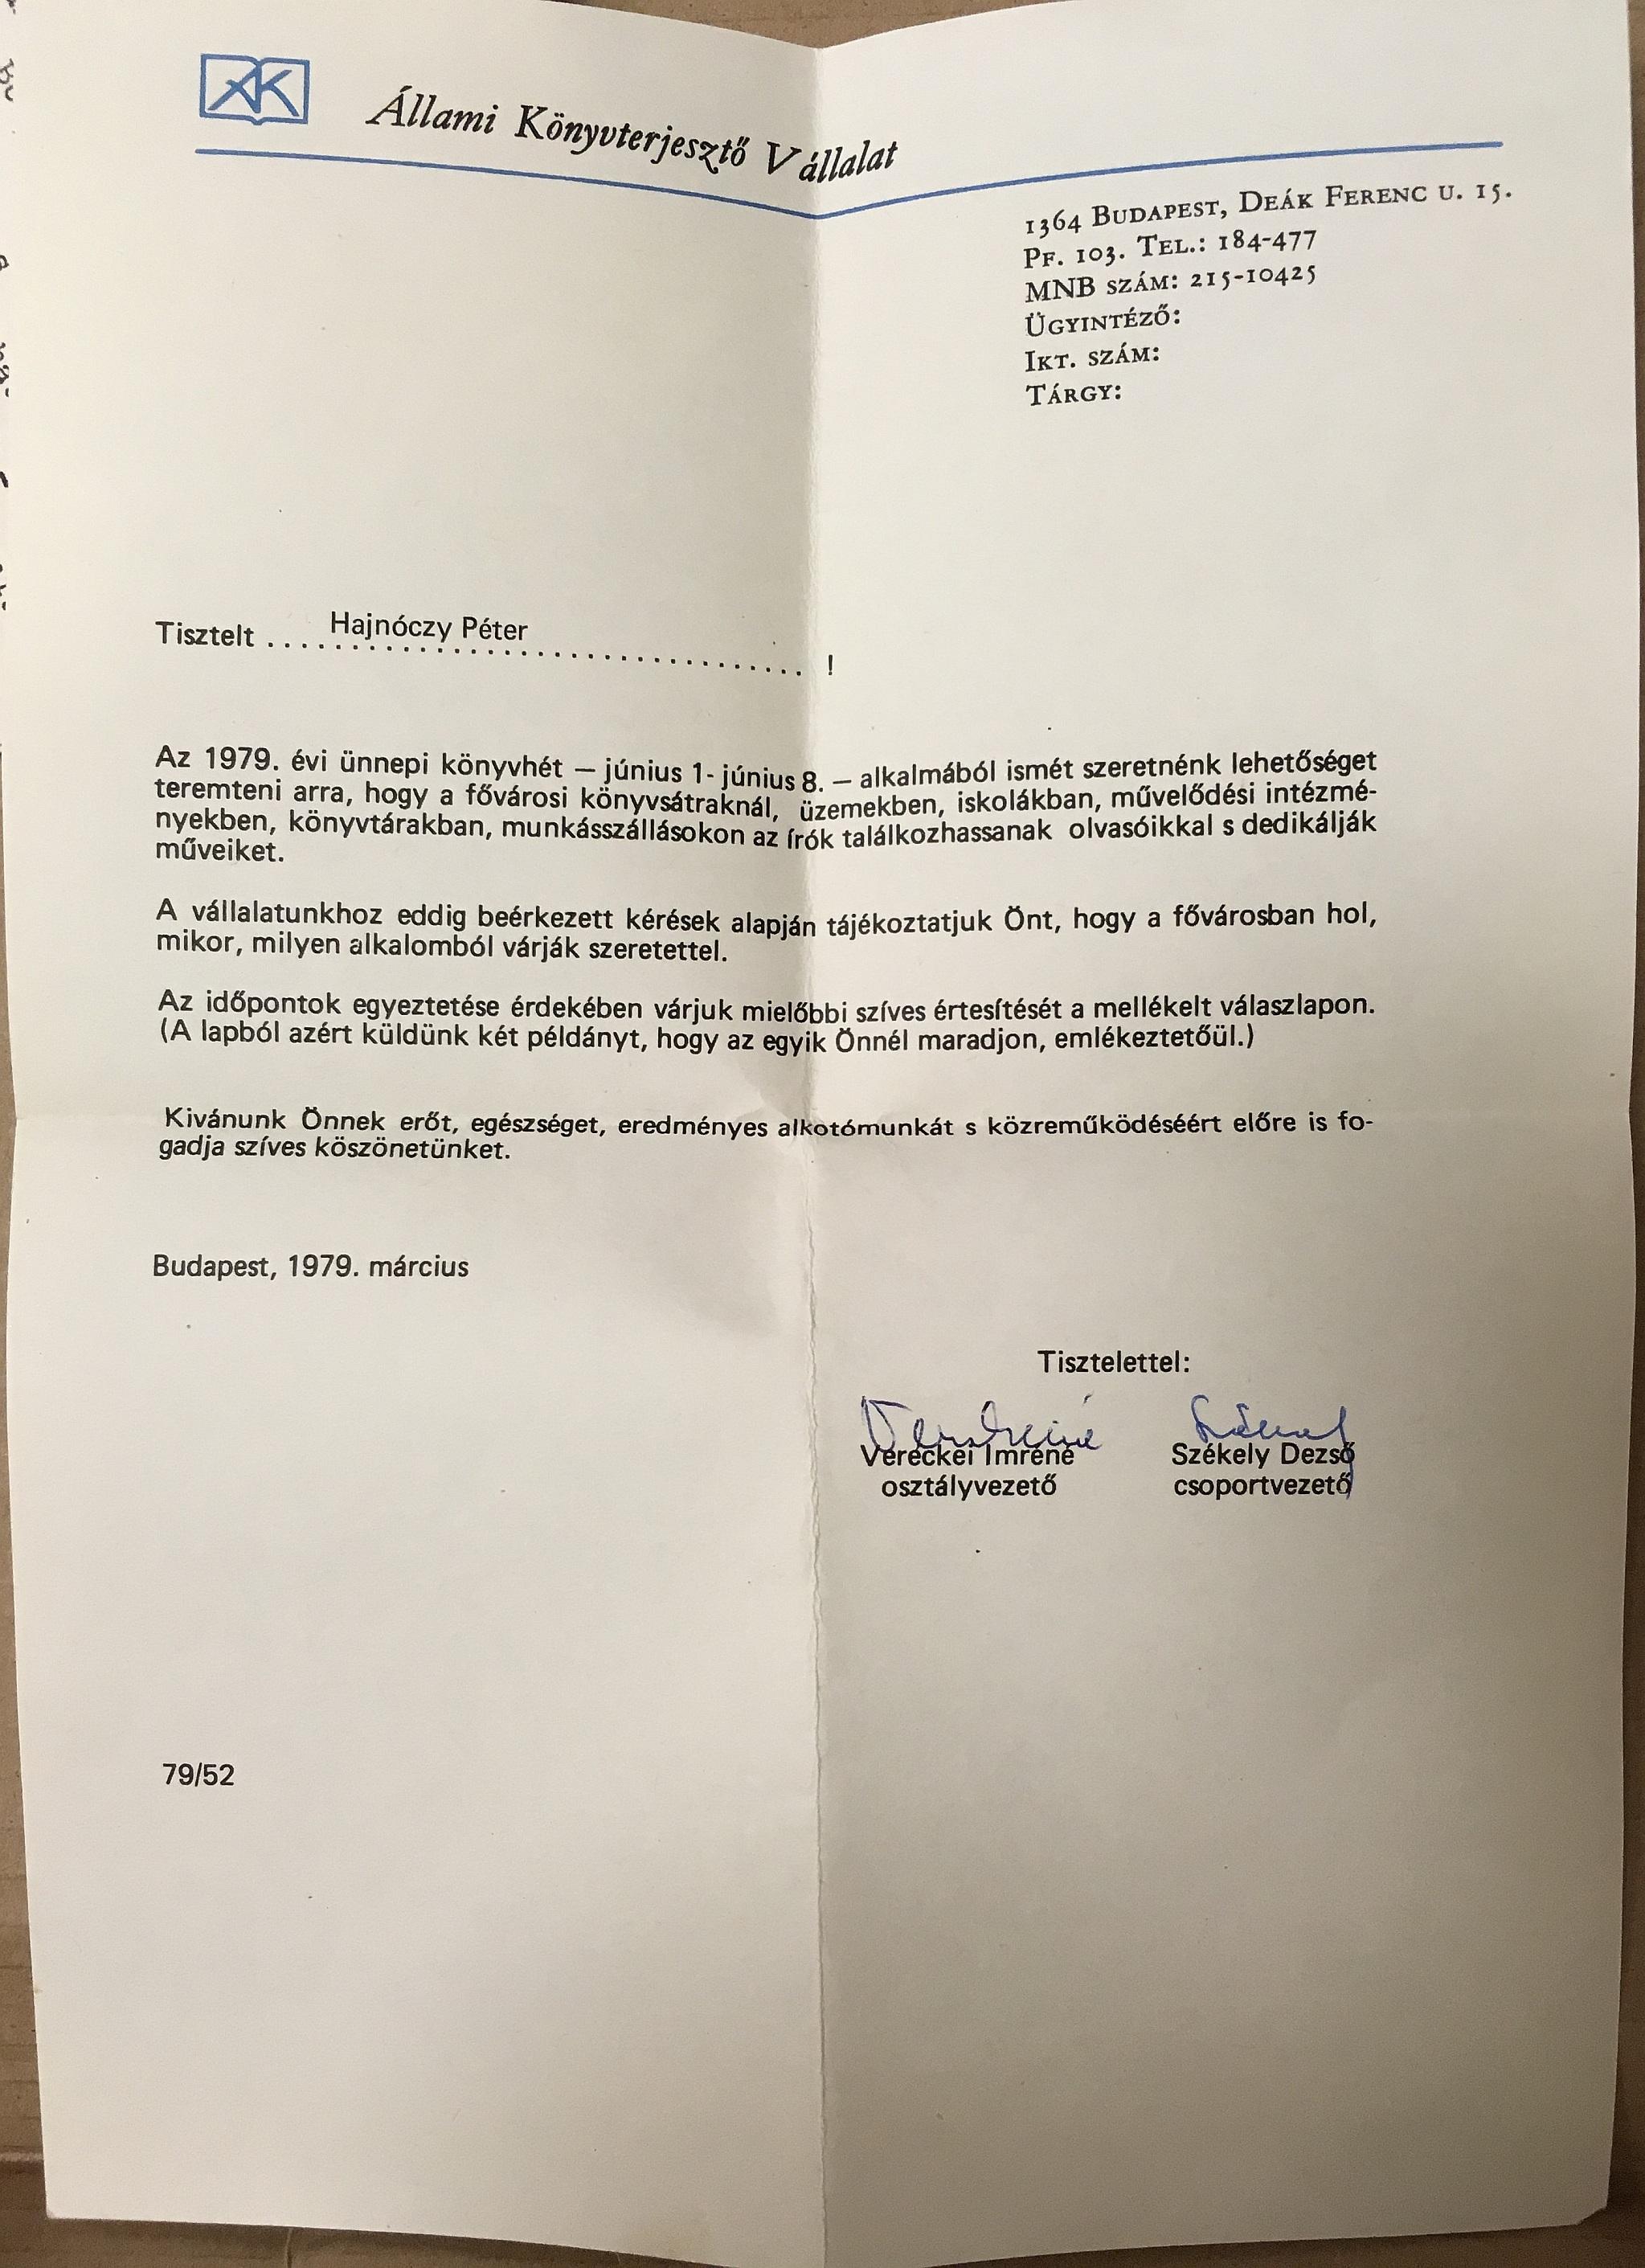 ÁK
Állami Könyvterjesztő Vállalat
1364 BUDAPEST, DEÁK FERENC U. 15.
PF. 103. TEL.: 184-477
MNB SZÁM: 215-10425
ÜGYINTÉZŐ:
IKT. SZÁM:
TÁRGY:
Tisztelt .... Hajnóczy Péter ............................ !
Az 1979. évi ünnepi könyvhét — június 1- június 8. — alkalmából ismét szeretnénk lehetőséget
teremteni arra, hogy a fővárosi könyvsátraknál, üzemekben, iskolákban, művelődési intézmé-
nyekben, könyvtárakban, munkásszállásokon az írók találkozhassanak olvasóikkal s dedikálják
műveiket.
A vállalatunkhoz eddig beérkezett kérések alapján tájékoztatjuk Önt, hogy a fővárosban hol,
mikor, milyen alkalomból várják szeretettel.
Az időpontok egyeztetése érdekében várjuk mielőbbi szíves értesítését a mellékelt válaszlapon.
(A lapból azért küldünk két példányt, hogy az egyik Önnél maradjon, emlékeztetőül.)
Kivánunk Önnek erőt, egészséget, eredményes alkotómunkát s közreműködéséért előre is fo-
gadja szíves köszönetünket.
Budapest, 1979. március
Tisztelettel:
Vereckei Imréné Székely Dezső
osztályvezető csoportvezető
79/52